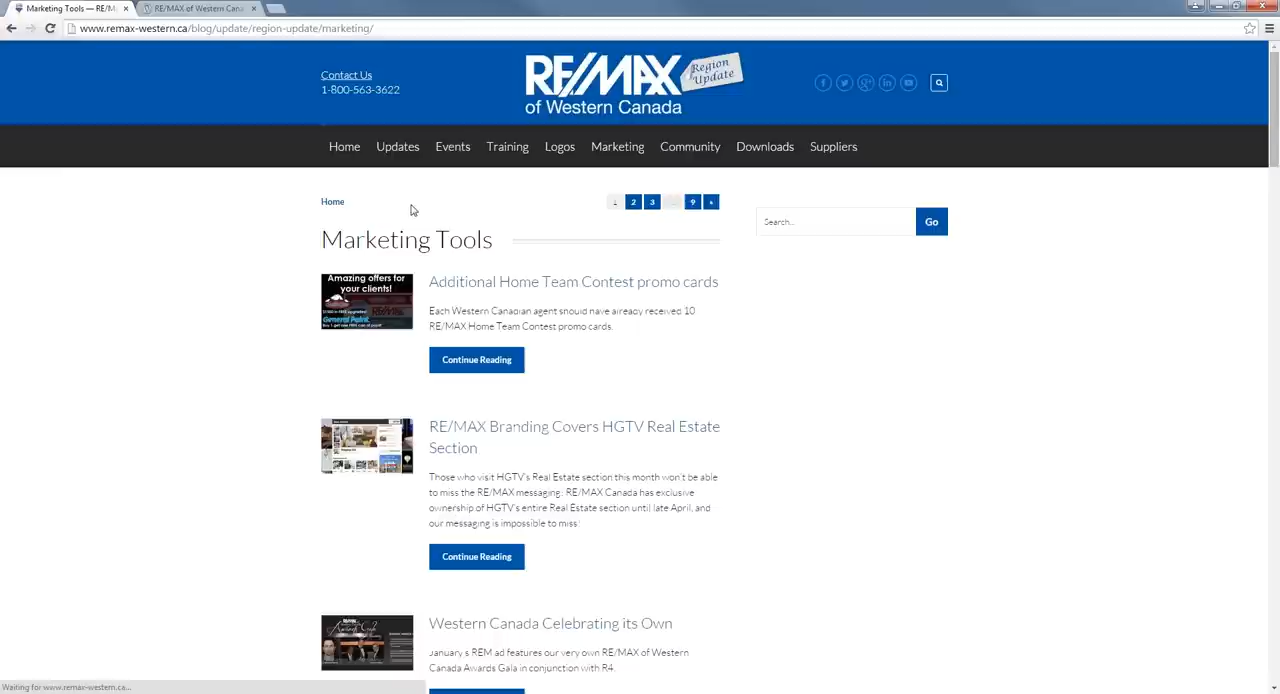 Marketing Tools — RE/M
RE/MAX of Western Can
www.remax-western.ca/blog/update/region-update/marketing/
Contact Us
1-800-563-3622
RE/MAX
Region
Update
of Western Canada
Home Updates Events Training Logos Marketing Community Downloads Suppliers
Home
1 2 3 ... 9 »
Search... Go
Marketing Tools
Amazing offers for
your clients!
General Paint
Additional Home Team Contest promo cards
Each Western Canadian agent should have already received 10
RE/MAX Home Team Contest promo cards.
Continue Reading
RE/MAX Branding Covers HGTV Real Estate
Section
Those who visit HGTV's Real Estate section this month won't be able
to miss the RE/MAX messaging: RE/MAX Canada has exclusive
ownership of HGTV's entire Real Estate section until late April, and
our messaging is impossible to miss!
Continue Reading
Western Canada Celebrating its Own
January's REM ad features our very own RE/MAX of Western
Canada Awards Gala in conjunction with R4.
Waiting for www.remax-western.ca...